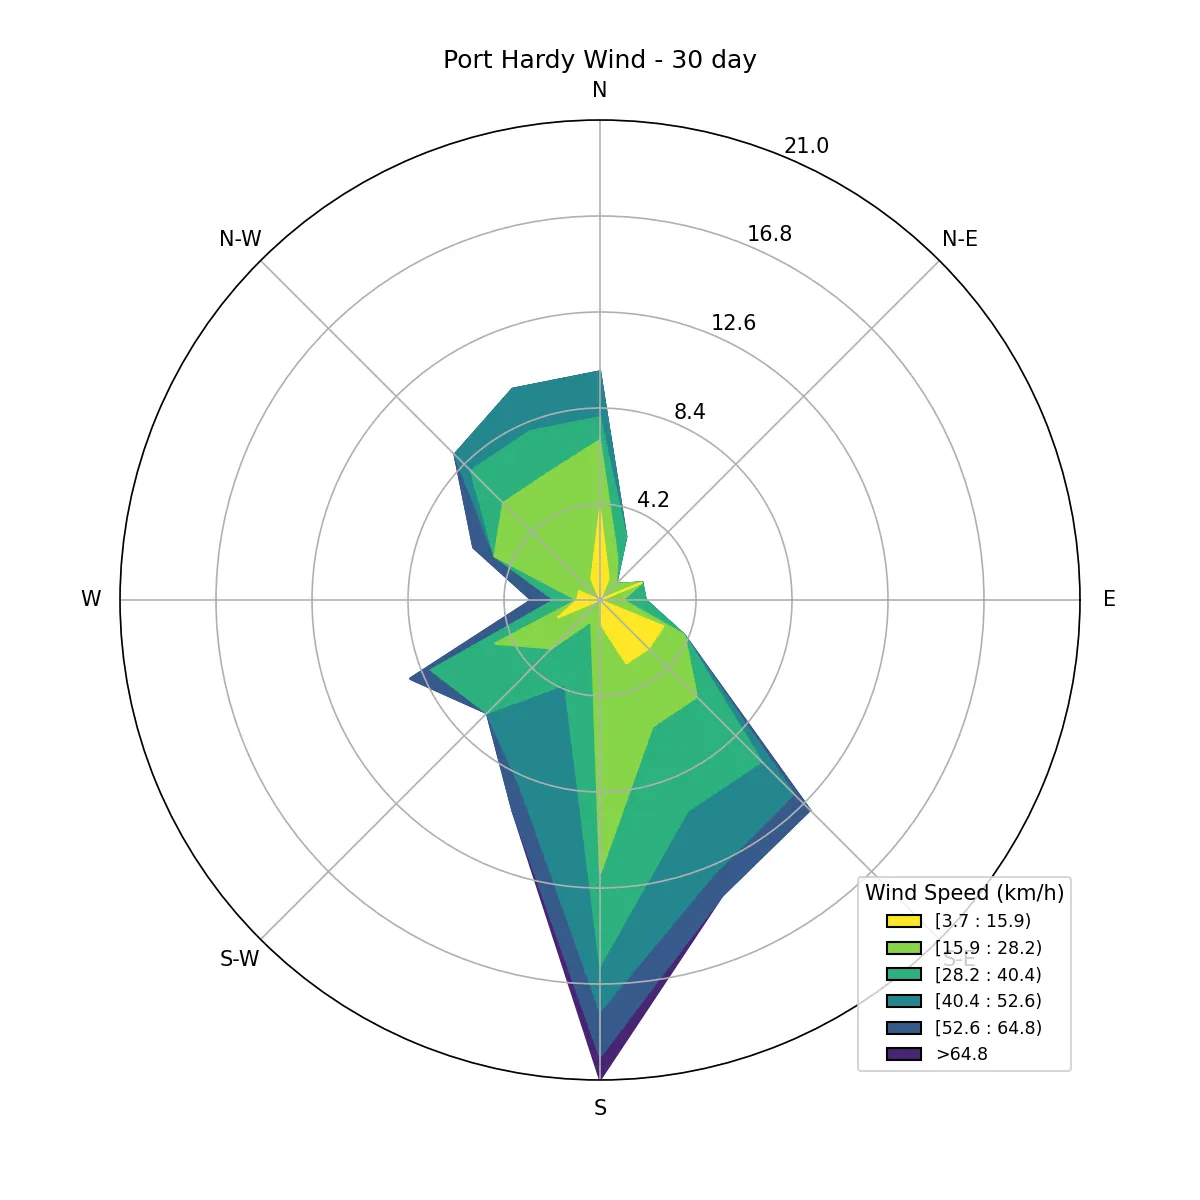 Port Hardy Wind - 30 day
N
21.0
N-W
16.8
N-E
12.6
8.4
4.2
W
E
S-W
S-E
S
Wind Speed (km/h)
[3.7 : 15.9)
[15.9 : 28.2)
[28.2 : 40.4)
[40.4 : 52.6)
[52.6 : 64.8)
>64.8